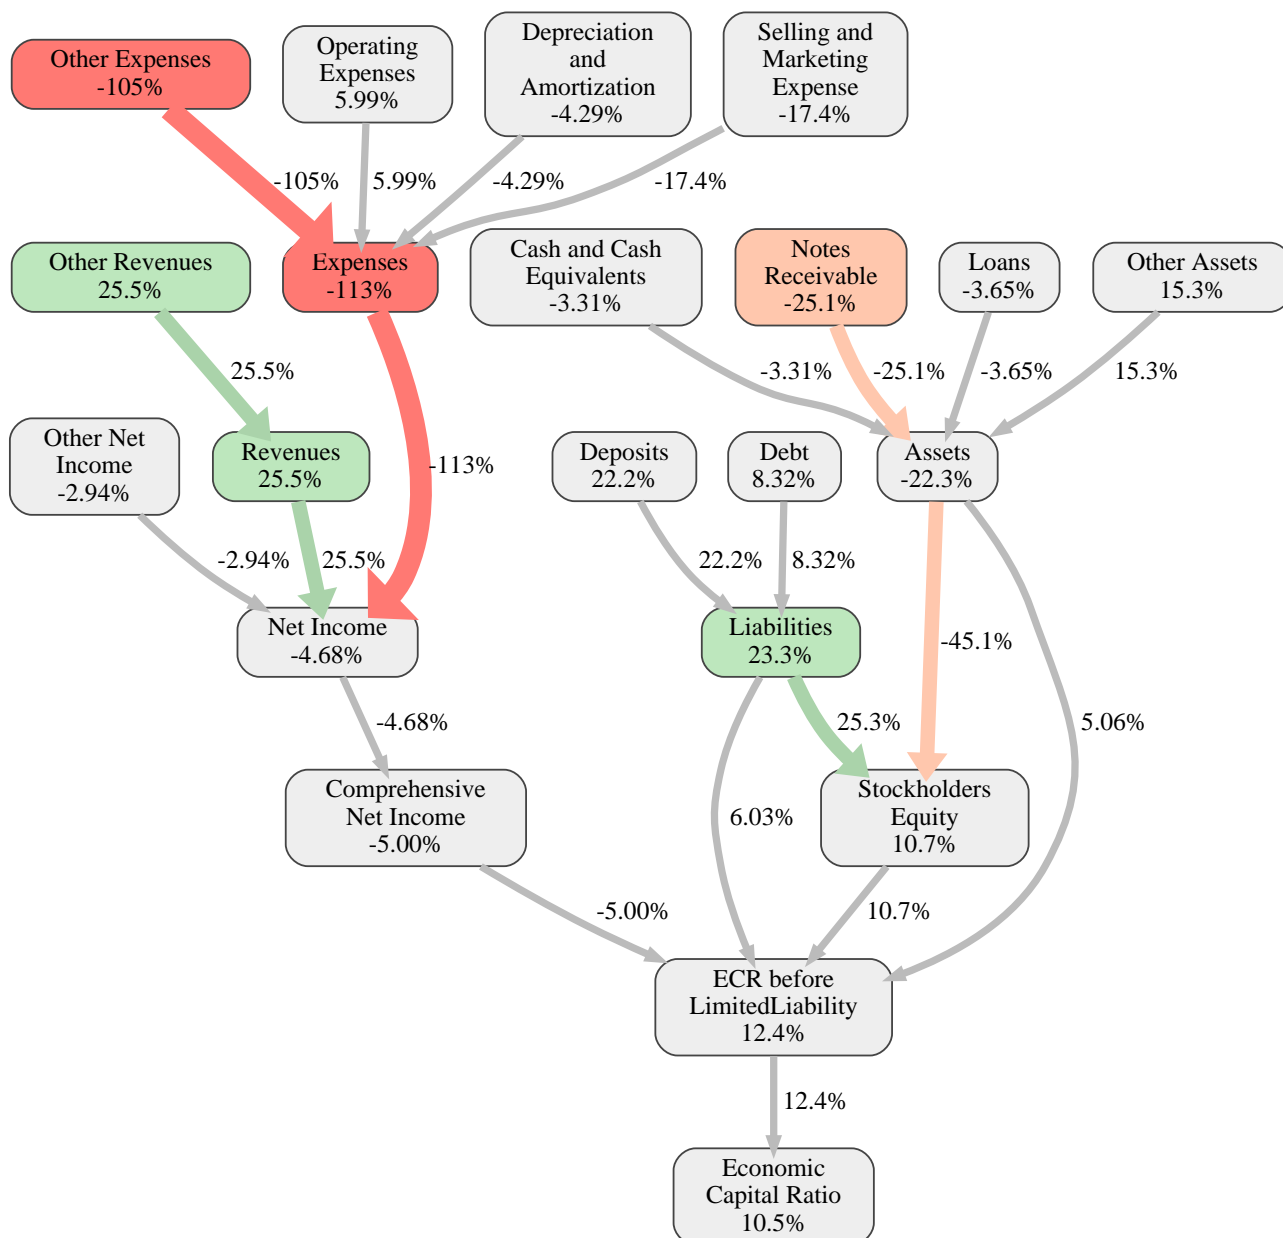 Other Expenses
-105%
Operating
Expenses
5.99%
Depreciation
and
Amortization
-4.29%
Selling and
Marketing
Expense
-17.4%
-105%
5.99%
-4.29%
-17.4%
Other Revenues
25.5%
Expenses
-113%
Cash and Cash
Equivalents
-3.31%
Notes
Receivable
-25.1%
Loans
-3.65%
Other Assets
15.3%
25.5%
-3.31%
-25.1%
-3.65%
15.3%
Other Net
Income
-2.94%
Revenues
25.5%
-113%
Deposits
22.2%
Debt
8.32%
Assets
-22.3%
-2.94%
25.5%
22.2%
8.32%
Net Income
-4.68%
Liabilities
23.3%
-45.1%
-4.68%
25.3%
5.06%
Comprehensive
Net Income
-5.00%
6.03%
Stockholders
Equity
10.7%
-5.00%
10.7%
ECR before
LimitedLiability
12.4%
12.4%
Economic
Capital Ratio
10.5%